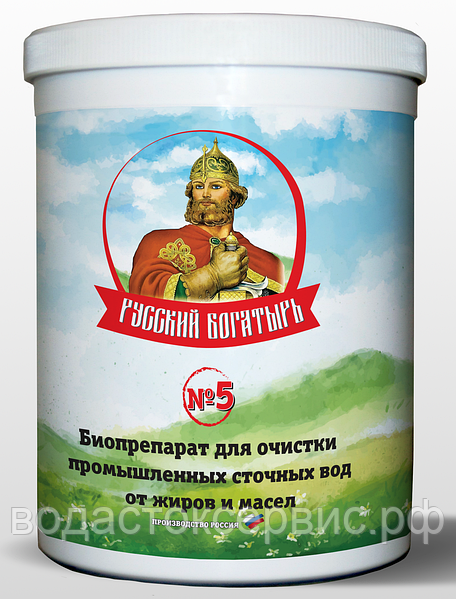 РУССКИЙ БОГАТЫРЬ
№5
Биопрепарат для очистки
промышленных сточных вод
от жиров и масел
ПРОИЗВОДСТВО РОССИЯ
водастоксервис.рф